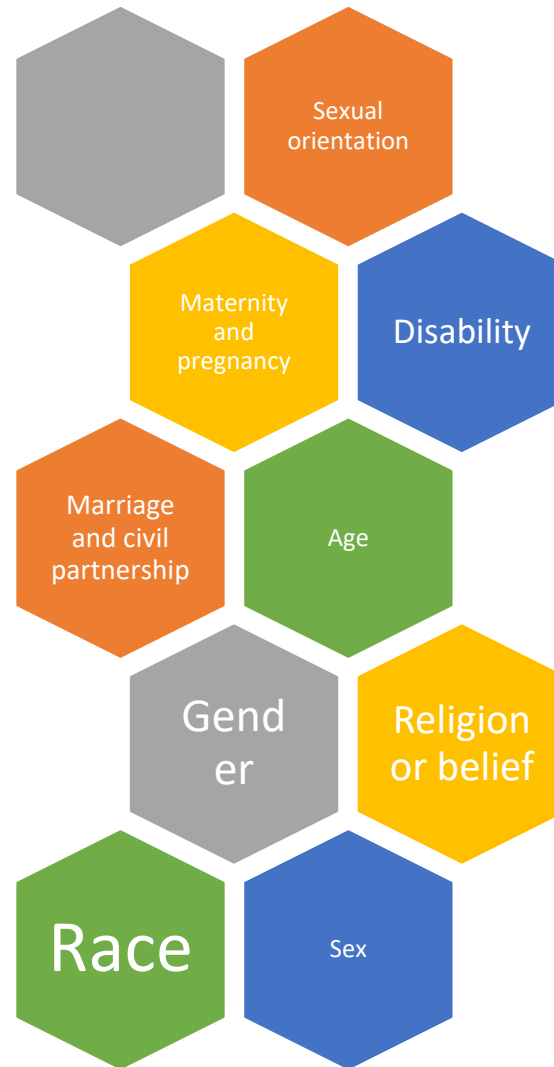 Sexual
orientation
Maternity
and
pregnancy
Disability
Marriage
and civil
partnership
Age
Gend
er
Religion
or belief
Race
Sex